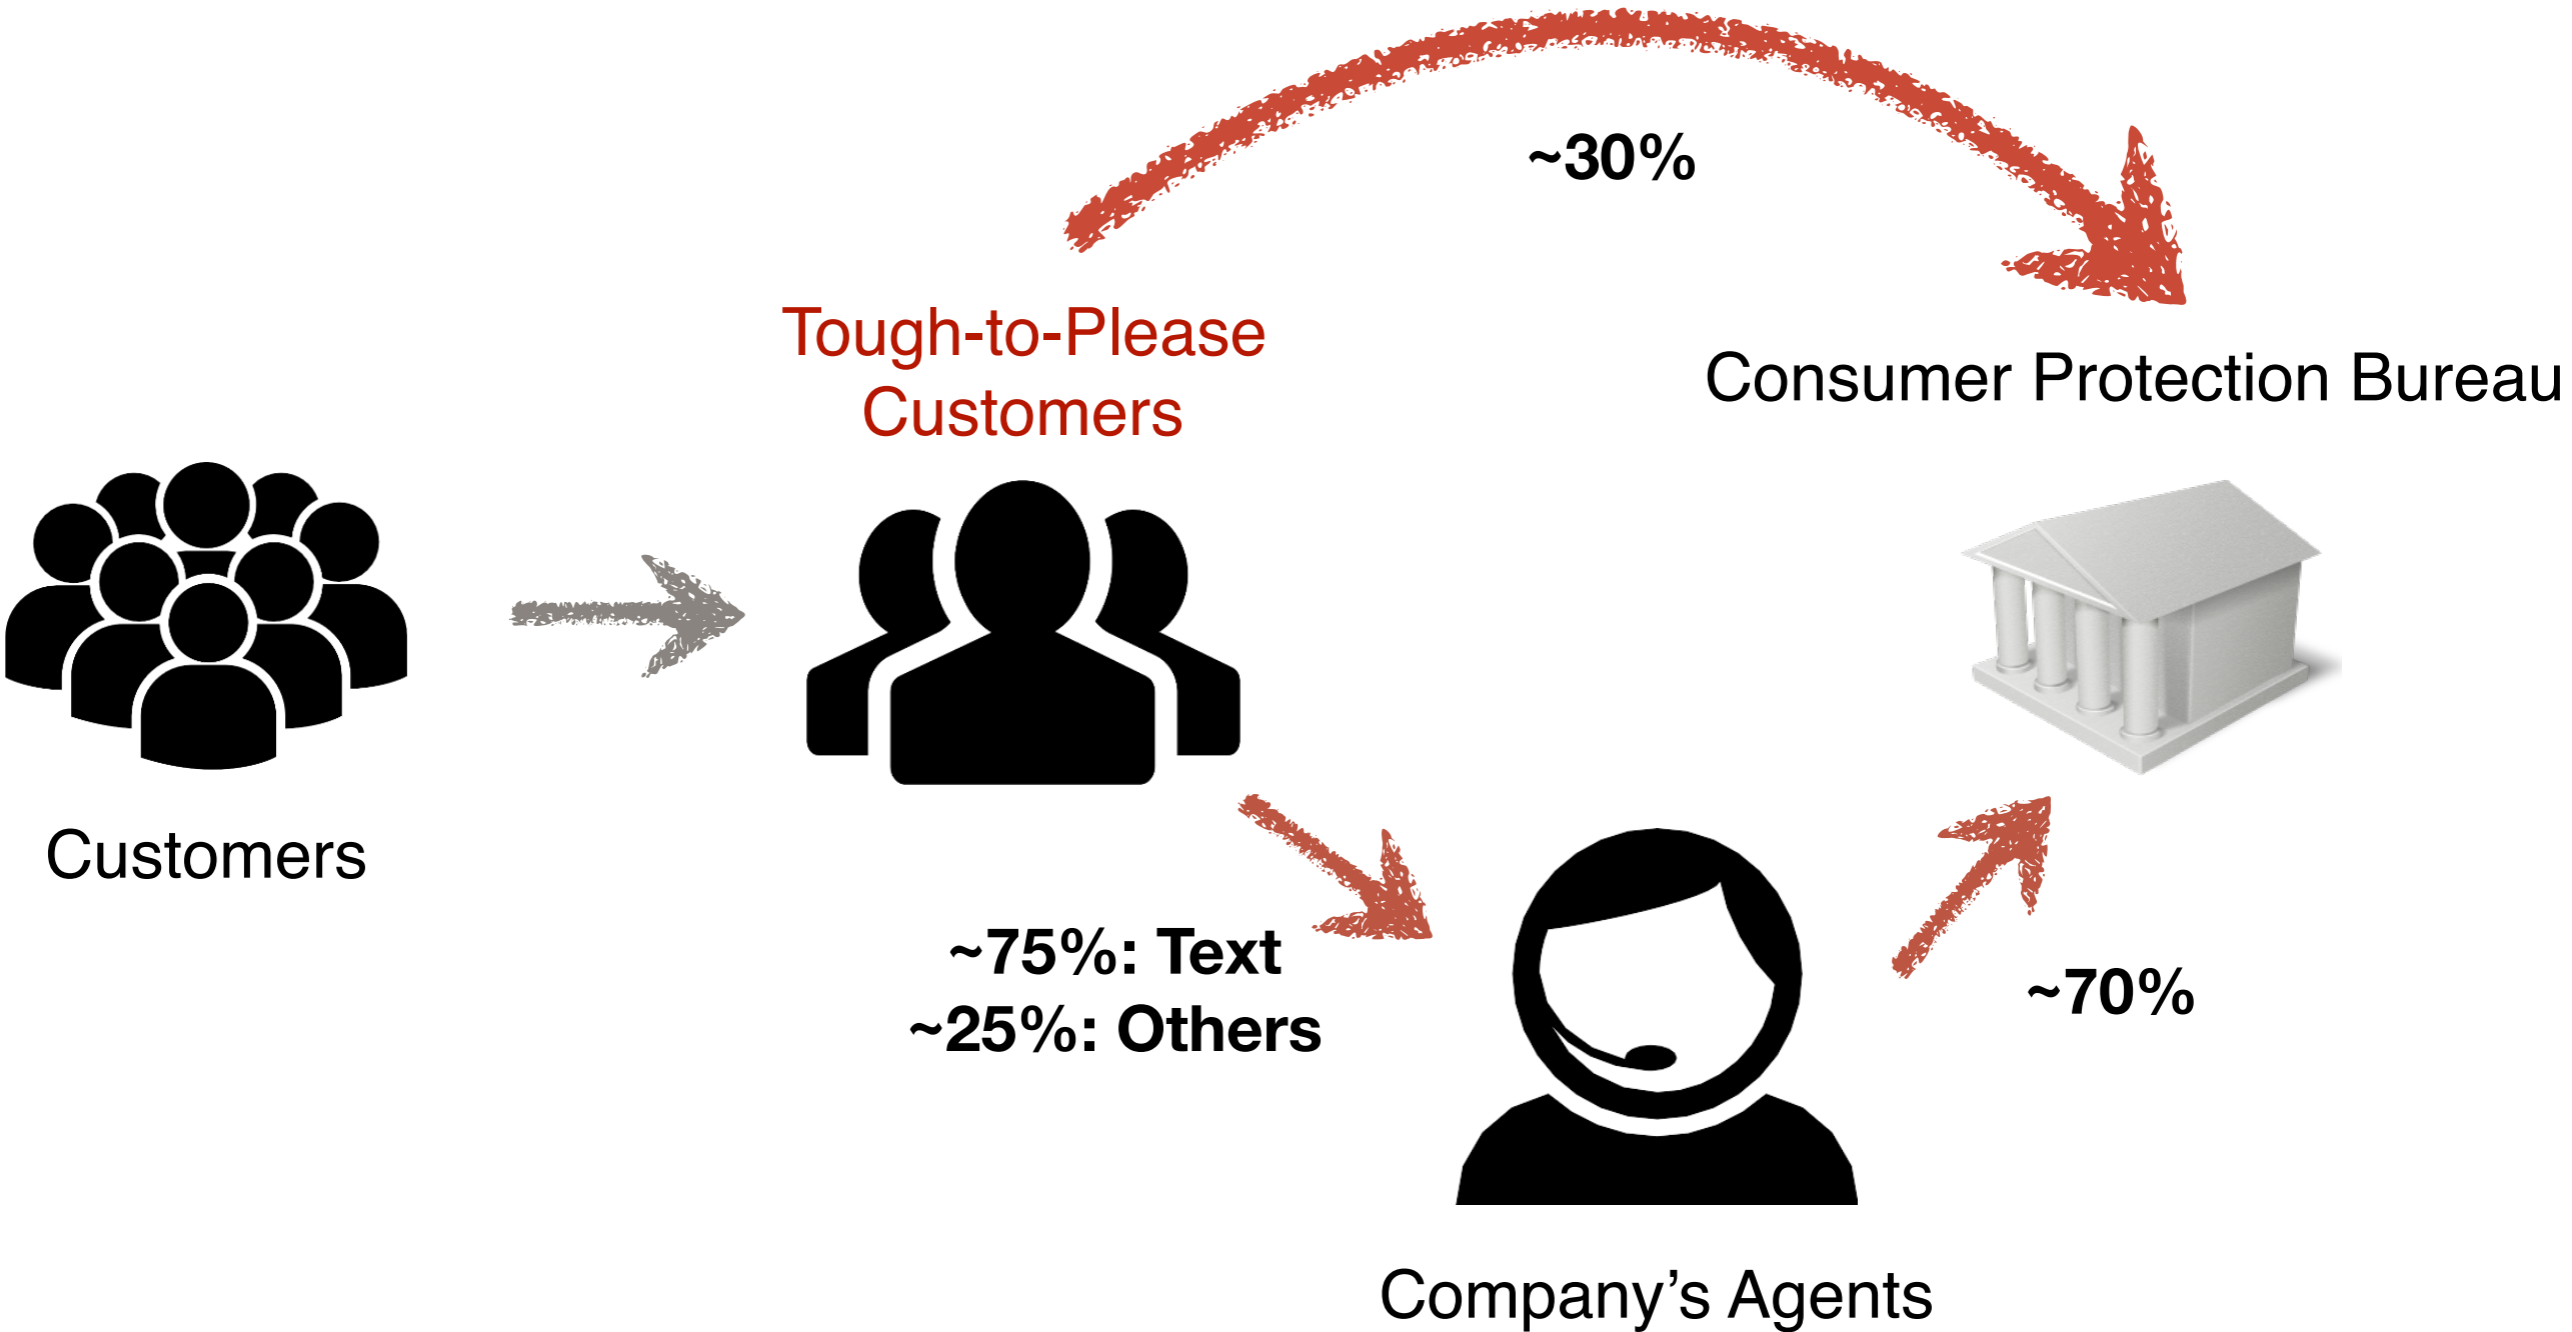 ~30%
Tough-to-Please
Customers
Consumer Protection Bureau
Customers
~75%: Text
~25%: Others
~70%
Company’s Agents